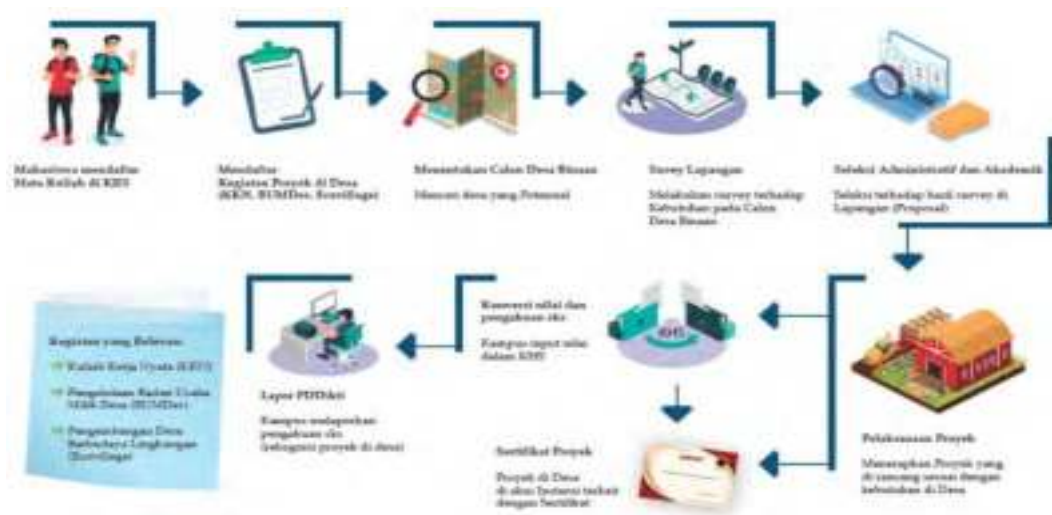 Mahasiswa mendaftar
Mata Kuliah di KRS
Mendaftar
Kegiatan Proyek di Desa
(KKN, BUMDes, Ecovillage)
Menentukan Calon Desa Binaan
Mencari desa yang Potensial
Survey Lapangan
Melakukan survey terhadap
Kebutuhan pada Calon
Desa Binaan
Seleksi Administratif dan Akademik
Seleksi terhadap hasil survey di
Lapangan (Proposal)
Kegiatan yang Relevan:
Kuliah Kerja Nyata (KKN)
Pengelolaan Badan Usaha
Milik Desa (BUMDes)
Pengembangan Desa
Berbudaya Lingkungan
(Ecovillage)
Lapor PDDikti
Kampus melaporkan
pengakuan sks
(rekognisi proyek di desa)
Konversi nilai dan
pengakuan sks
Kampus input nilai
dalam KHS
KHS
Sertifikat Proyek
Proyek di Desa
di akui Instansi terkait
dengan Sertifikat
Pelaksanaan Proyek
Menerapkan Proyek yang
di rancang sesuai dengan
kebutuhan di Desa